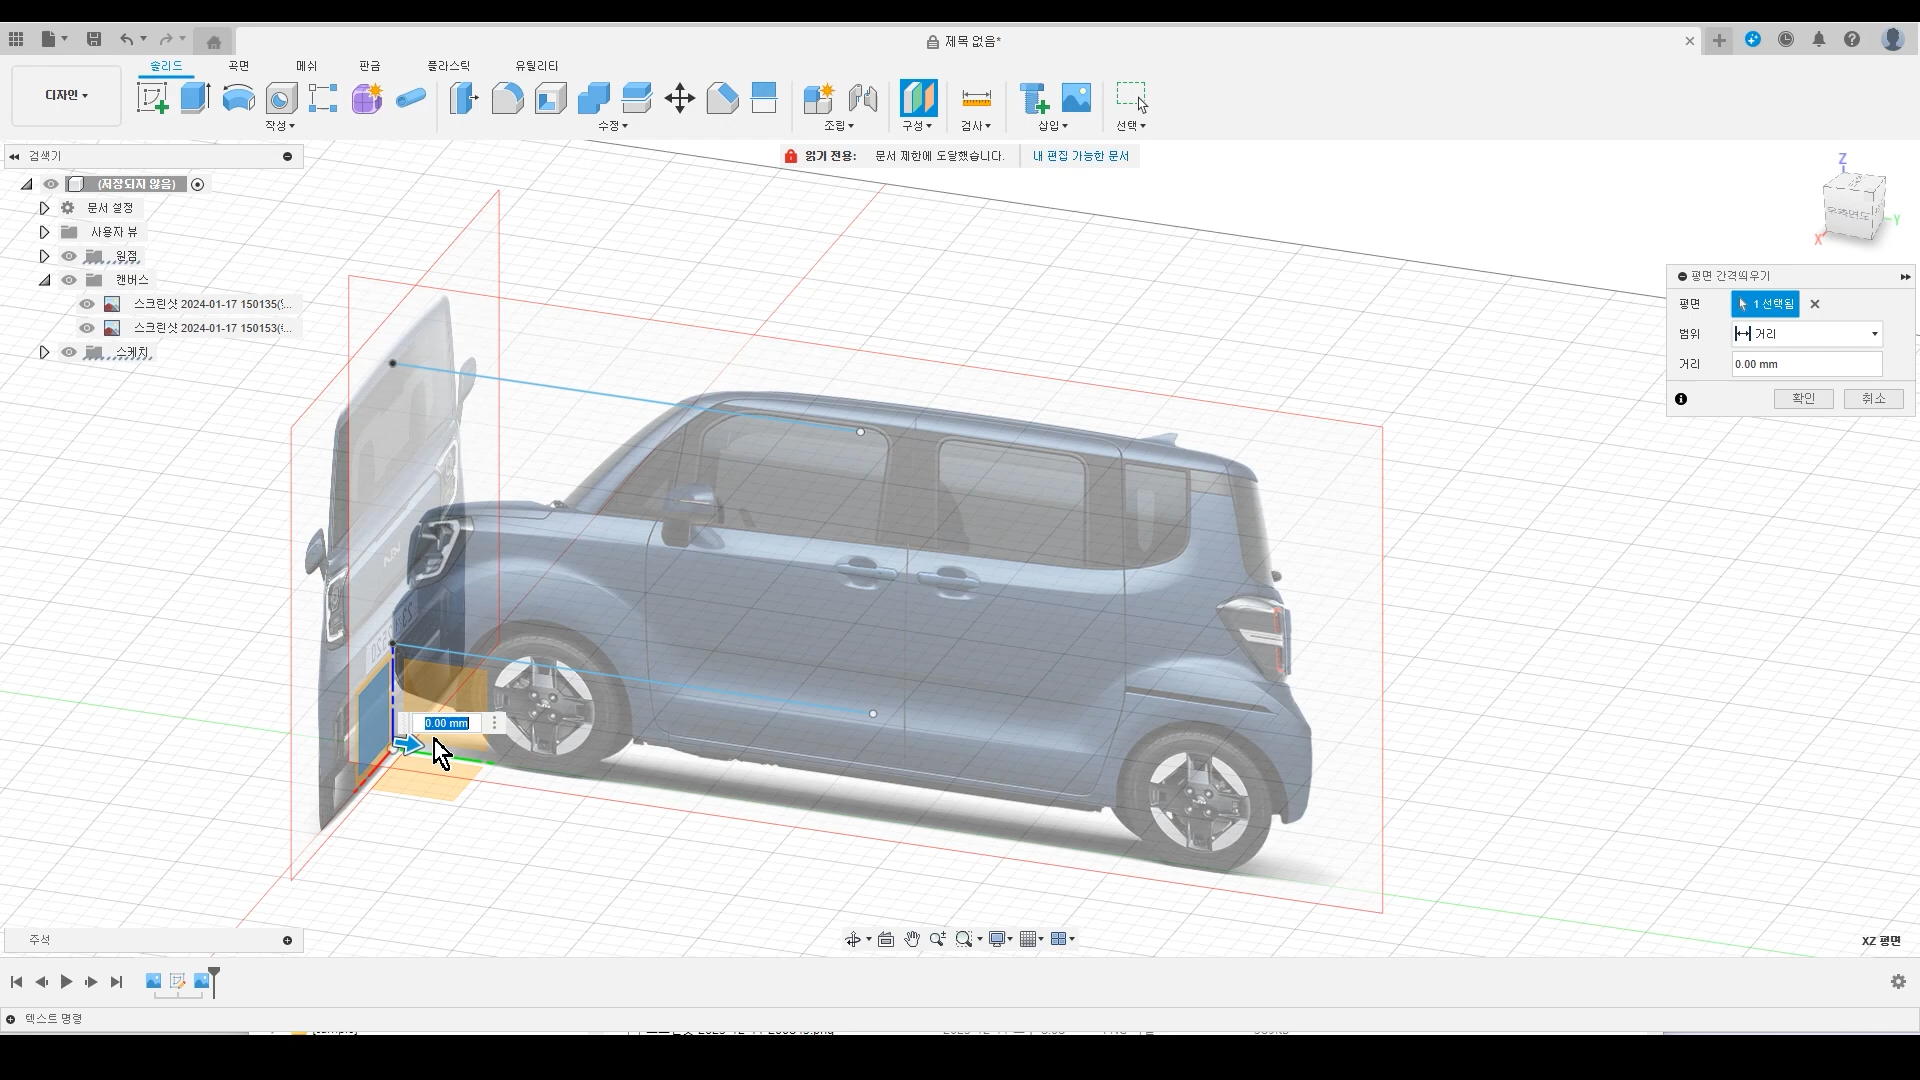 제목 없음*
디자인
솔리드
곡면
메쉬
판금
플라스틱
유틸리티
작성
수정
조립
구성
검사
삽입
선택
검색기
(저장되지 않음)
문서 설정
사용자 뷰
원점
캔버스
스크린샷 2024-01-17 150135(
스크린샷 2024-01-17 150153(
스케치
읽기 전용: 문서 제한에 도달했습니다. 내 편집 가능한 문서
Z
Y
X
우측면도
평면 간격띄우기
평면 1 선택됨
범위 거리
거리 0.00 mm
확인 취소
0.00 mm
주석
XZ 평면
텍스트 명령